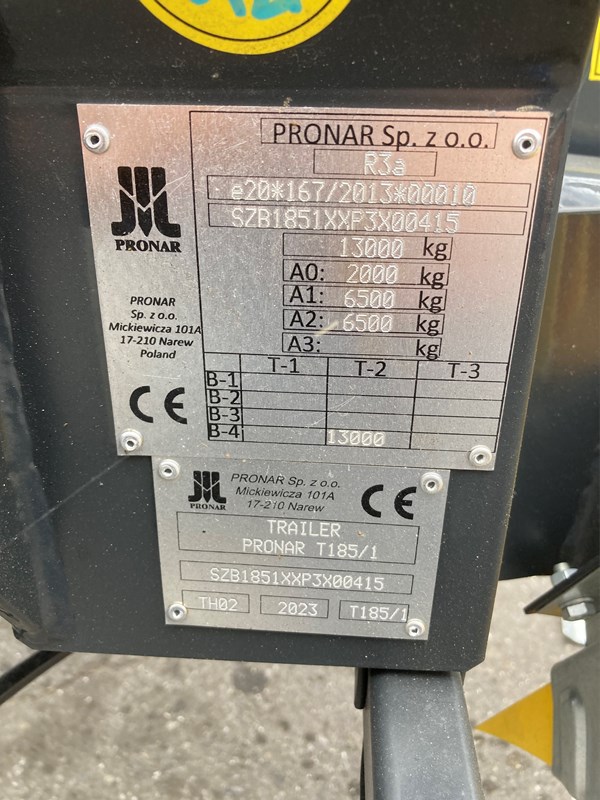 PRONAR Sp. z o.o.
R3a
e20*167/2013*00010
SZB1851XXP3X00415
13000 kg
A0: 2000 kg
A1: 6500 kg
A2: 6500 kg
A3: kg
T-1 T-2 T-3
B-1
B-2
B-3
B-4 13000
PRONAR
PRONAR
Sp. z o.o.
Mickiewicza 101A
17-210 Narew
Poland
CE
PRONAR
PRONAR Sp. z o.o.
Mickiewicza 101A
17-210 Narew
CE
TRAILER
PRONAR T185/1
SZB1851XXP3X00415
TH02 2023 T185/1